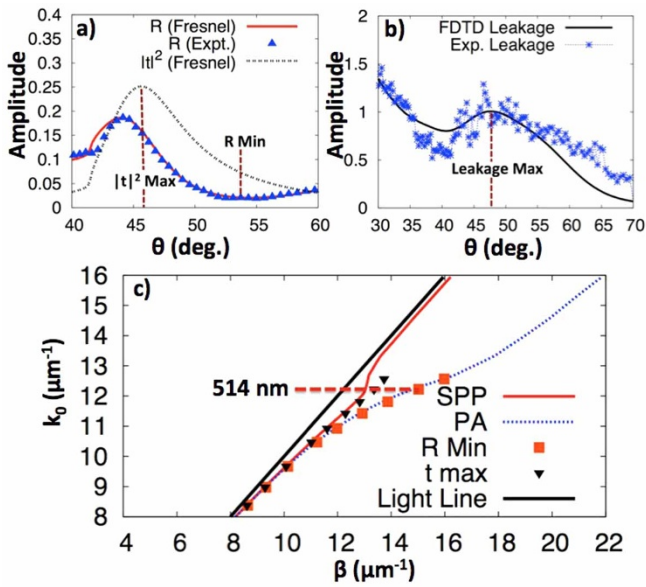 a)
R (Fresnel)
R (Expt.)
|t|² (Fresnel)
R Min
|t|² Max
Amplitude
0.4
0.35
0.3
0.25
0.2
0.15
0.1
0.05
0
40 45 50 55 60
θ (deg.)
b)
FDTD Leakage
Exp. Leakage
Leakage Max
Amplitude
2
1.5
1
0.5
0
30 35 40 45 50 55 60 65 70
θ (deg.)
c)
514 nm
SPP
PA
R Min
t max
Light Line
k₀ (μm⁻¹)
16
15
14
13
12
11
10
9
8
4 6 8 10 12 14 16 18 20 22
β (μm⁻¹)